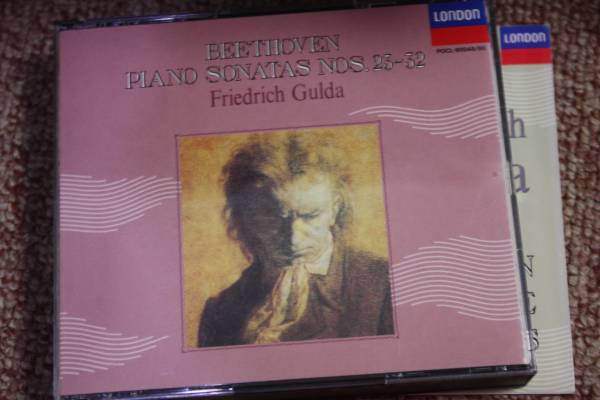 BEETHOVEN
PIANO SONATAS NOS. 23-32
Friedrich Gulda
LONDON
LONDON
h
a